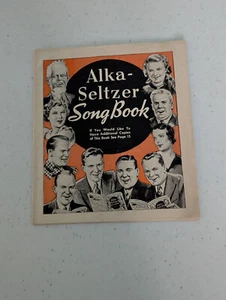 Alka-
Seltzer
Song Book
If You Would Like To
Have Additional Copies
of This Book See Page 15